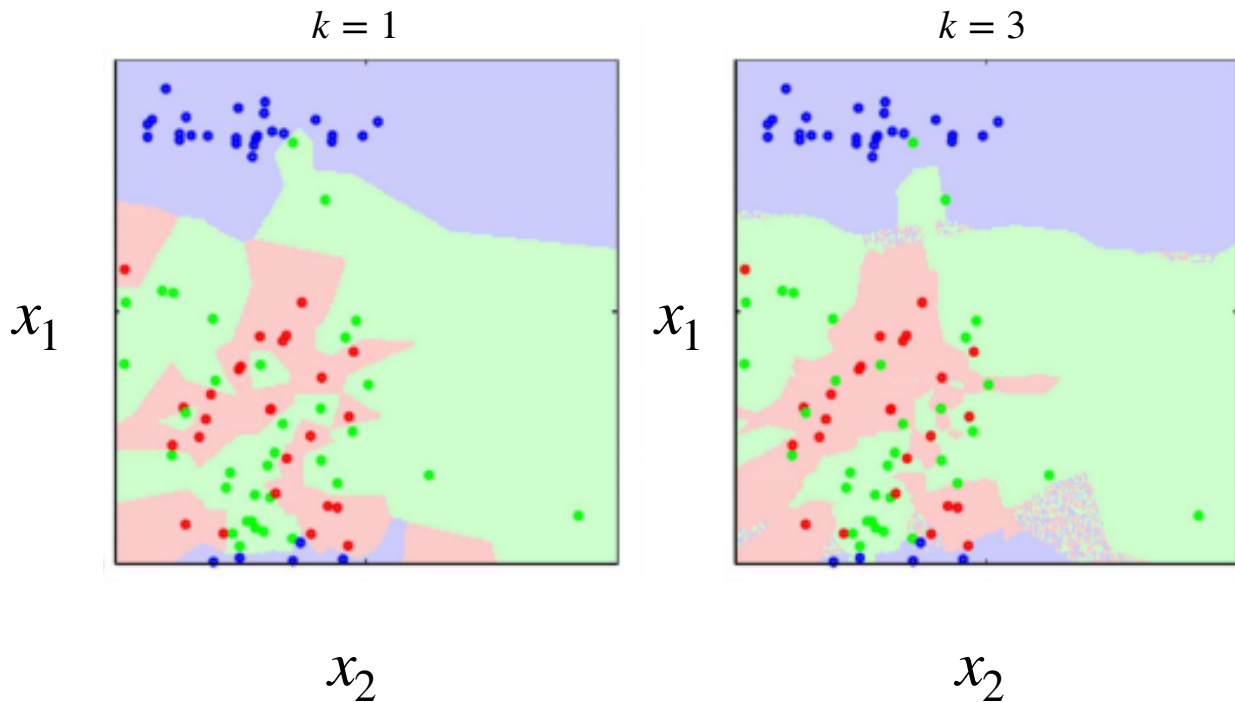 k = 1
k = 3
x₁
x₁
x₂
x₂